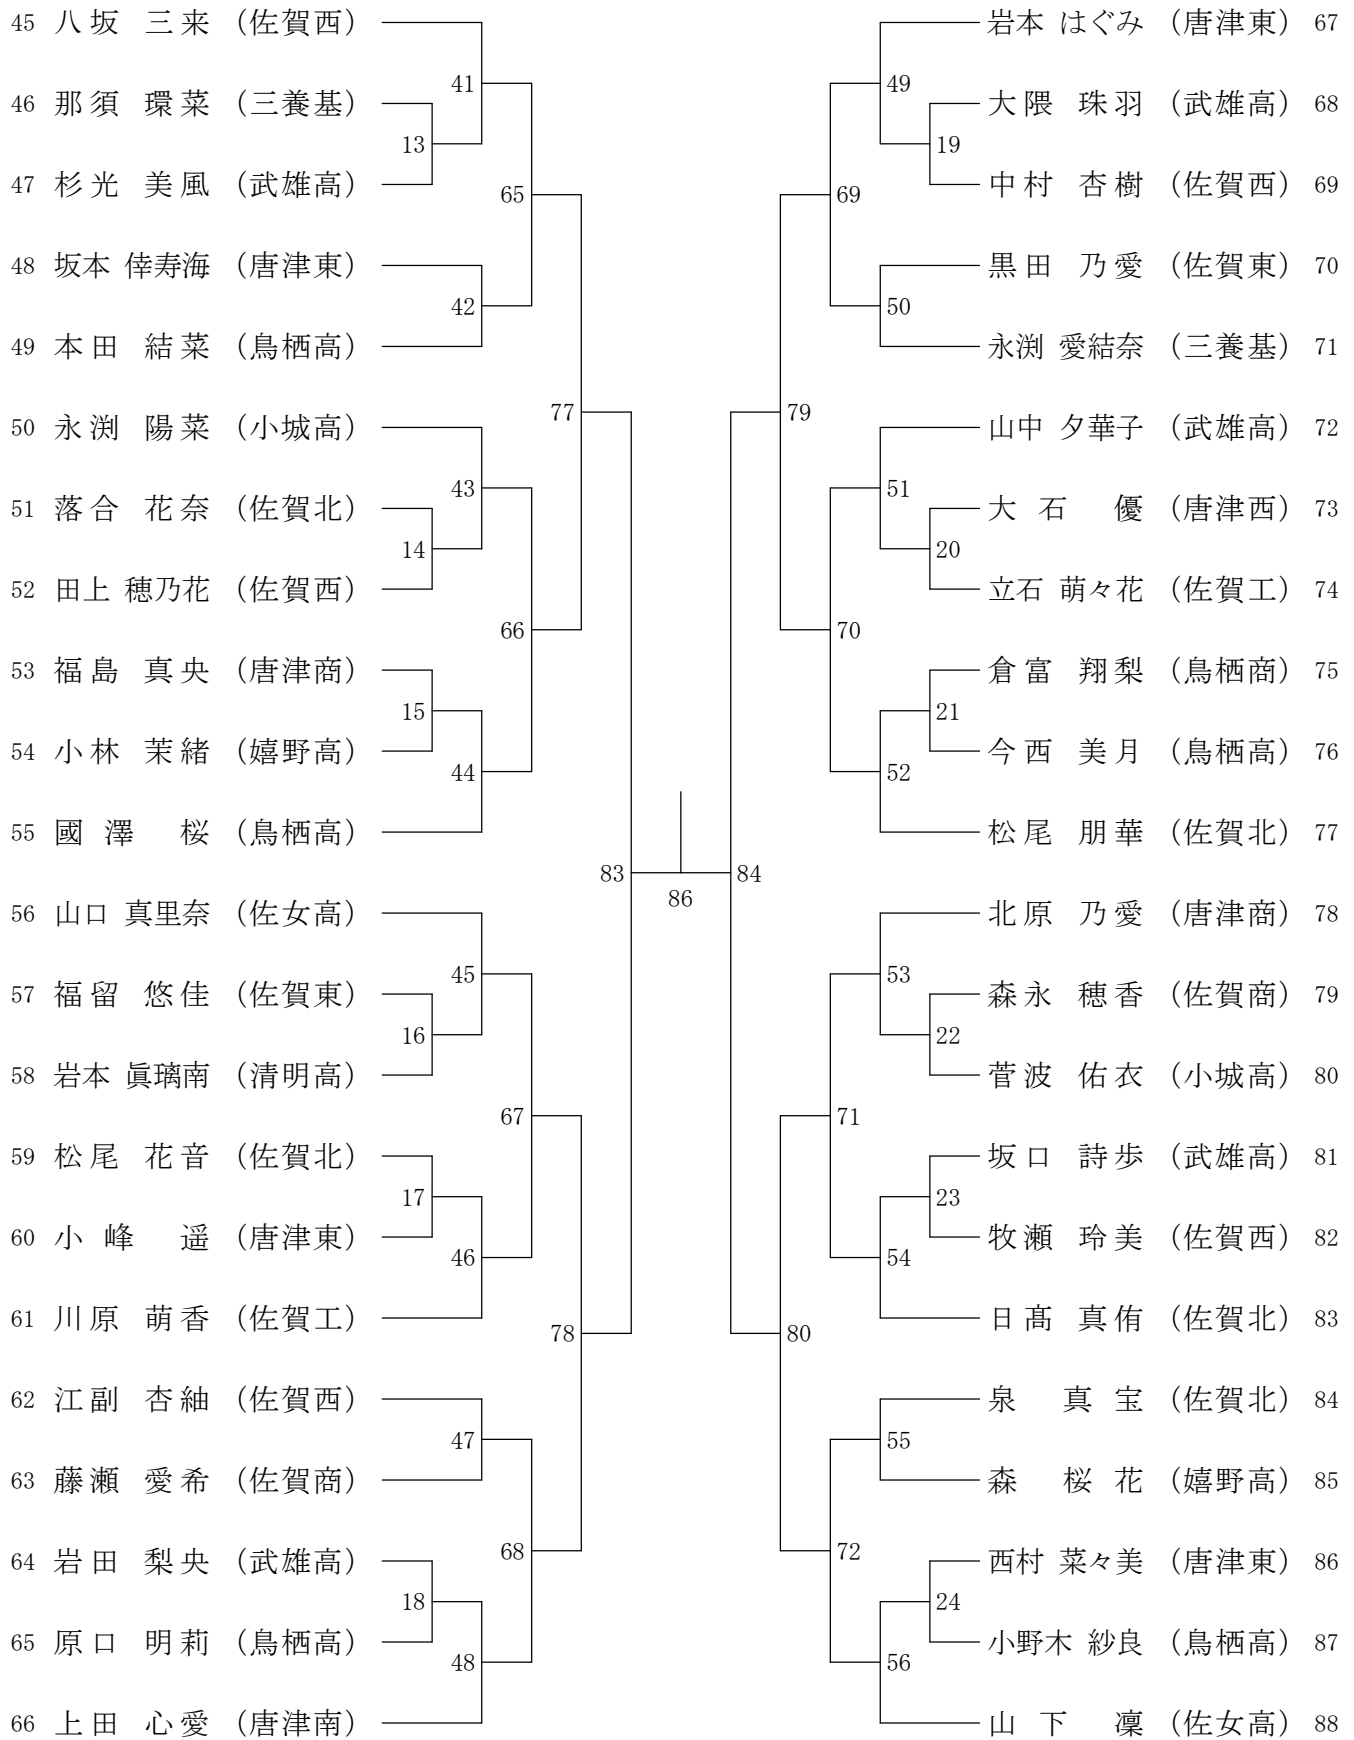 45 八坂 三来 (佐賀西)
46 那須 環菜 (三養基)
47 杉光 美風 (武雄高)
48 坂本 倖寿海 (唐津東)
49 本田 結菜 (鳥栖高)
50 永渕 陽菜 (小城高)
51 落合 花奈 (佐賀北)
52 田上 穂乃花 (佐賀西)
53 福島 真央 (唐津商)
54 小林 茉緒 (嬉野高)
55 國澤 桜 (鳥栖高)
56 山口 真里奈 (佐女高)
57 福留 悠佳 (佐賀東)
58 岩本 眞璃南 (清明高)
59 松尾 花音 (佐賀北)
60 小峰 遥 (唐津東)
61 川原 萌香 (佐賀工)
62 江副 杏紬 (佐賀西)
63 藤瀬 愛希 (佐賀商)
64 岩田 梨央 (武雄高)
65 原口 明莉 (鳥栖高)
66 上田 心愛 (唐津南)
13
14
15
16
17
18
41
42
43
44
45
46
47
48
65
66
67
68
77
78
83
86
84
79
80
69
70
71
72
49
50
51
52
53
54
55
56
19
20
21
22
23
24
岩本 はぐみ (唐津東) 67
大隈 珠羽 (武雄高) 68
中村 杏樹 (佐賀西) 69
黒田 乃愛 (佐賀東) 70
永渕 愛結奈 (三養基) 71
山中 夕華子 (武雄高) 72
大石 優 (唐津西) 73
立石 萌々花 (佐賀工) 74
倉富 翔梨 (鳥栖商) 75
今西 美月 (鳥栖高) 76
松尾 朋華 (佐賀北) 77
北原 乃愛 (唐津商) 78
森永 穂香 (佐賀商) 79
菅波 佑衣 (小城高) 80
坂口 詩歩 (武雄高) 81
牧瀬 玲美 (佐賀西) 82
日髙 真侑 (佐賀北) 83
泉 真宝 (佐賀北) 84
森 桜花 (嬉野高) 85
西村 菜々美 (唐津東) 86
小野木 紗良 (鳥栖高) 87
山下 凜 (佐女高) 88